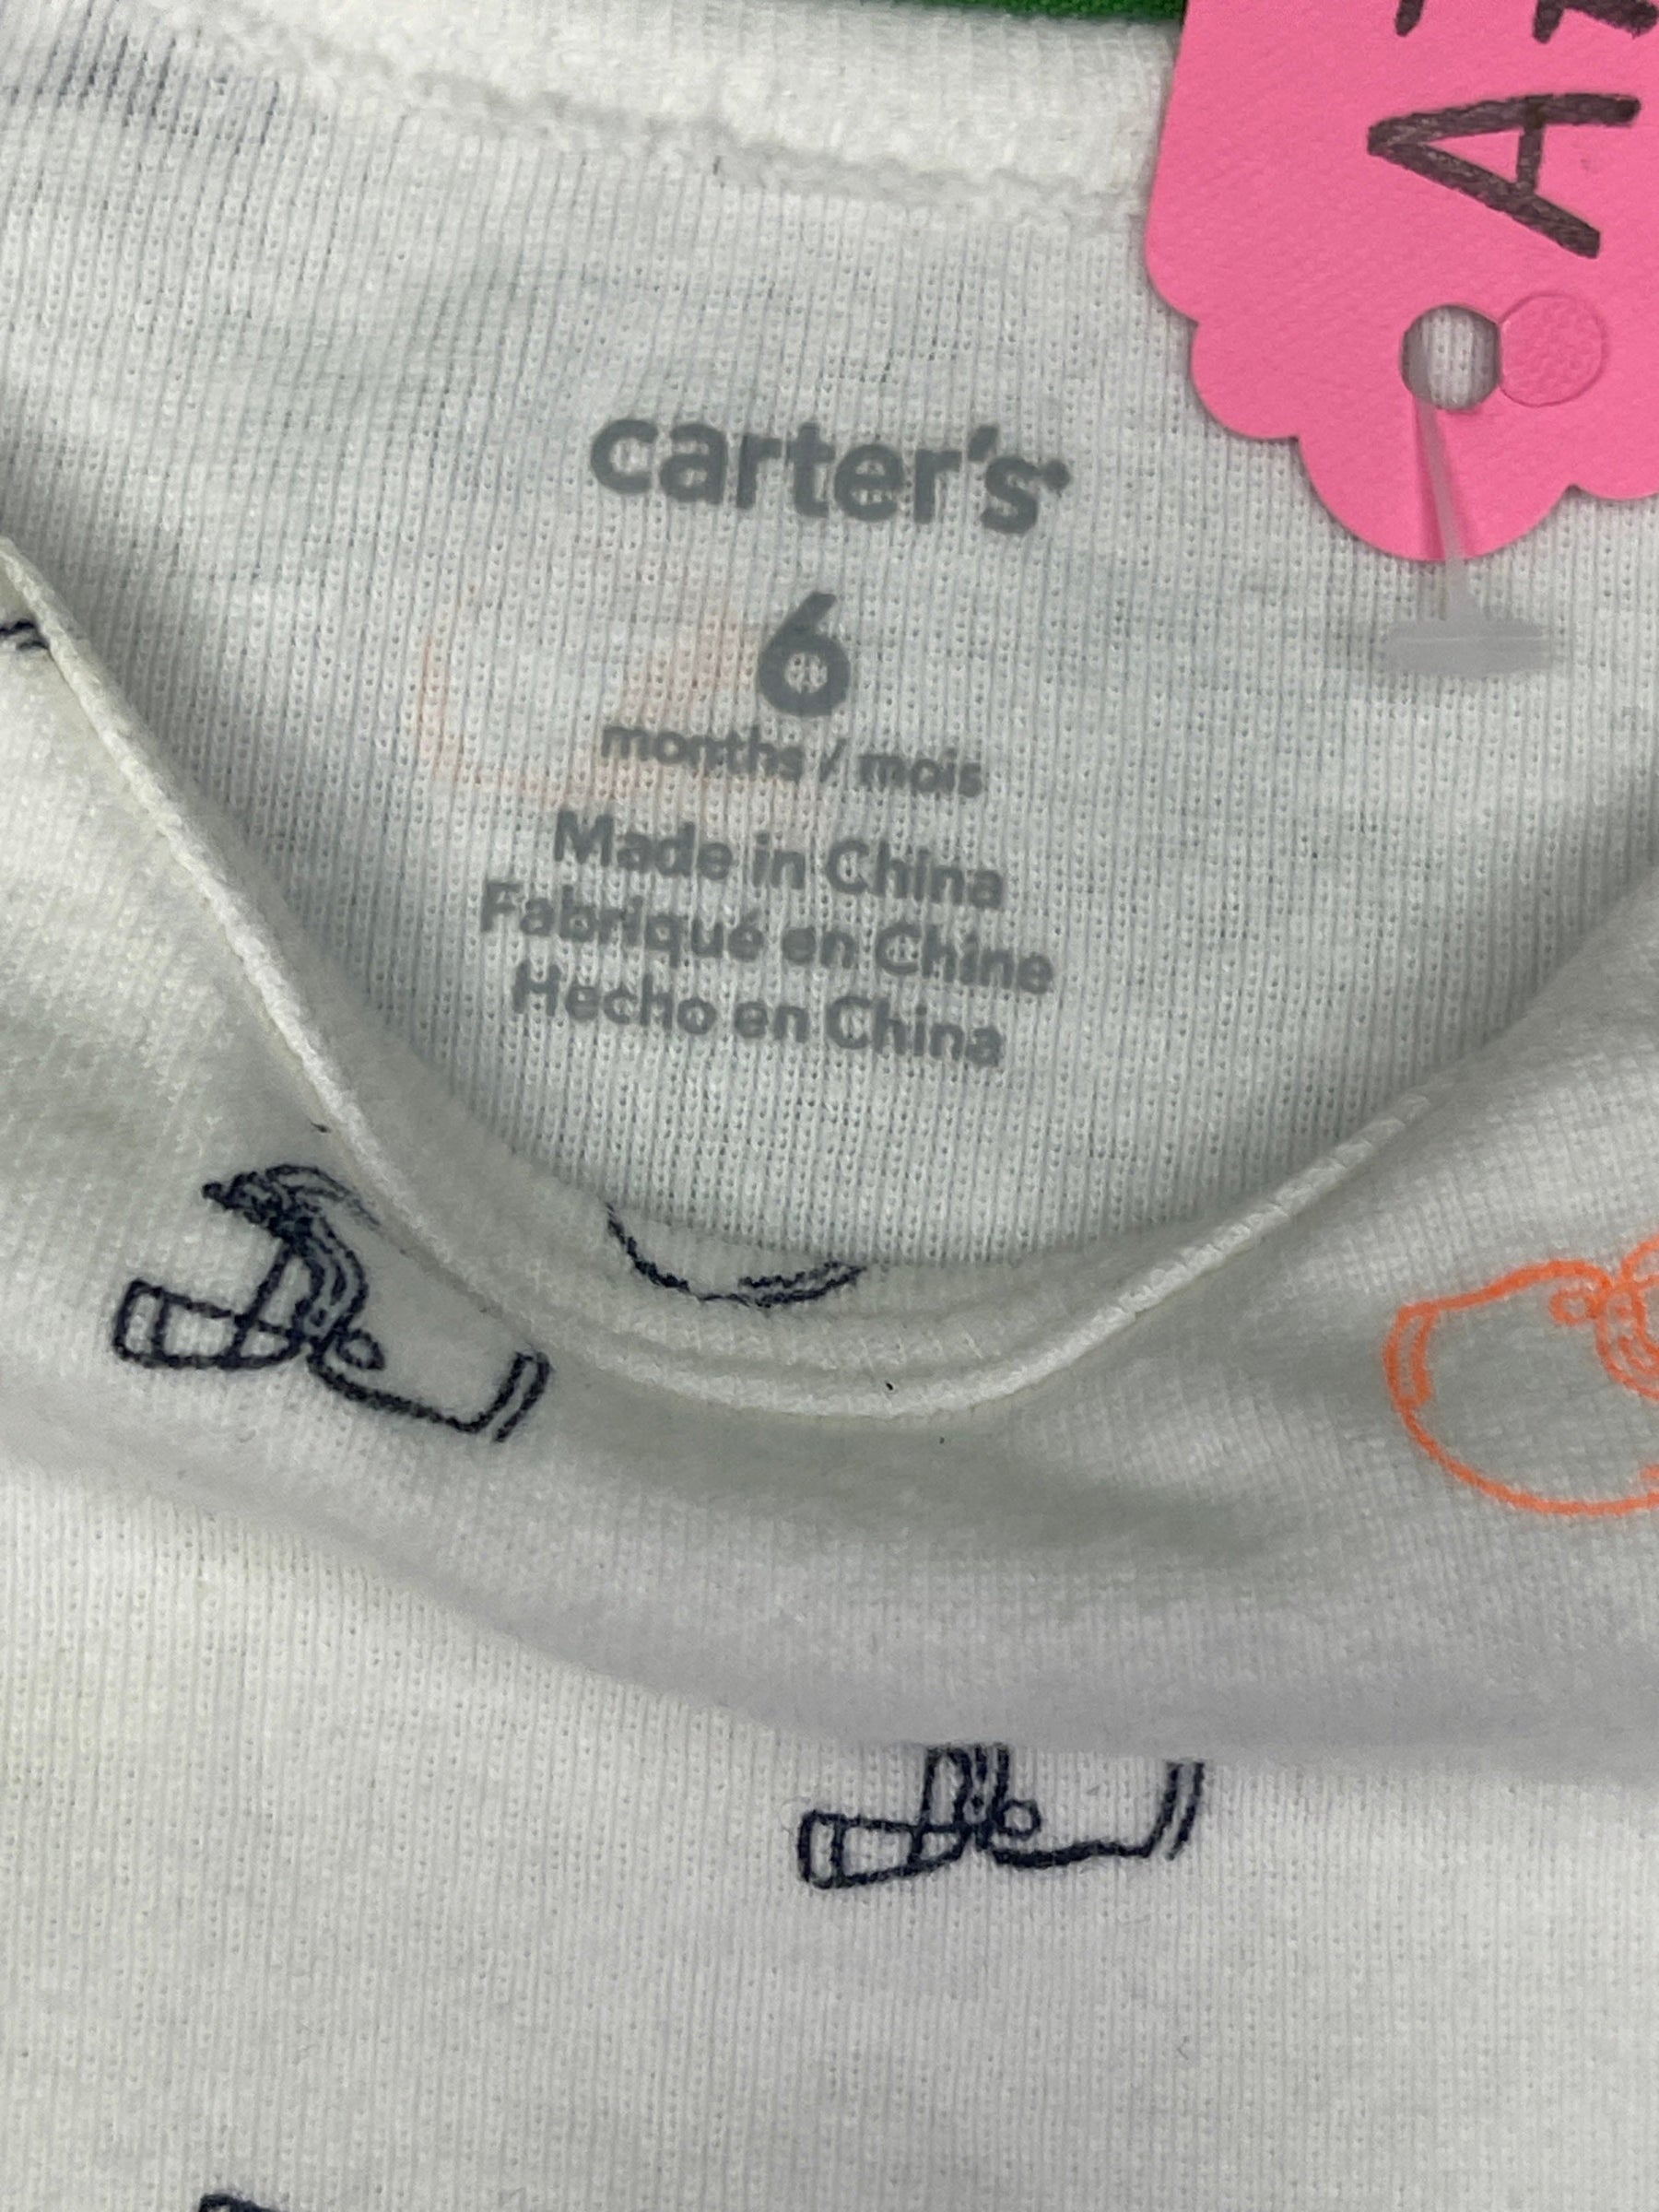 carter's
6
months / mois
Made in China
Fabriqué en Chine
Hecho en China